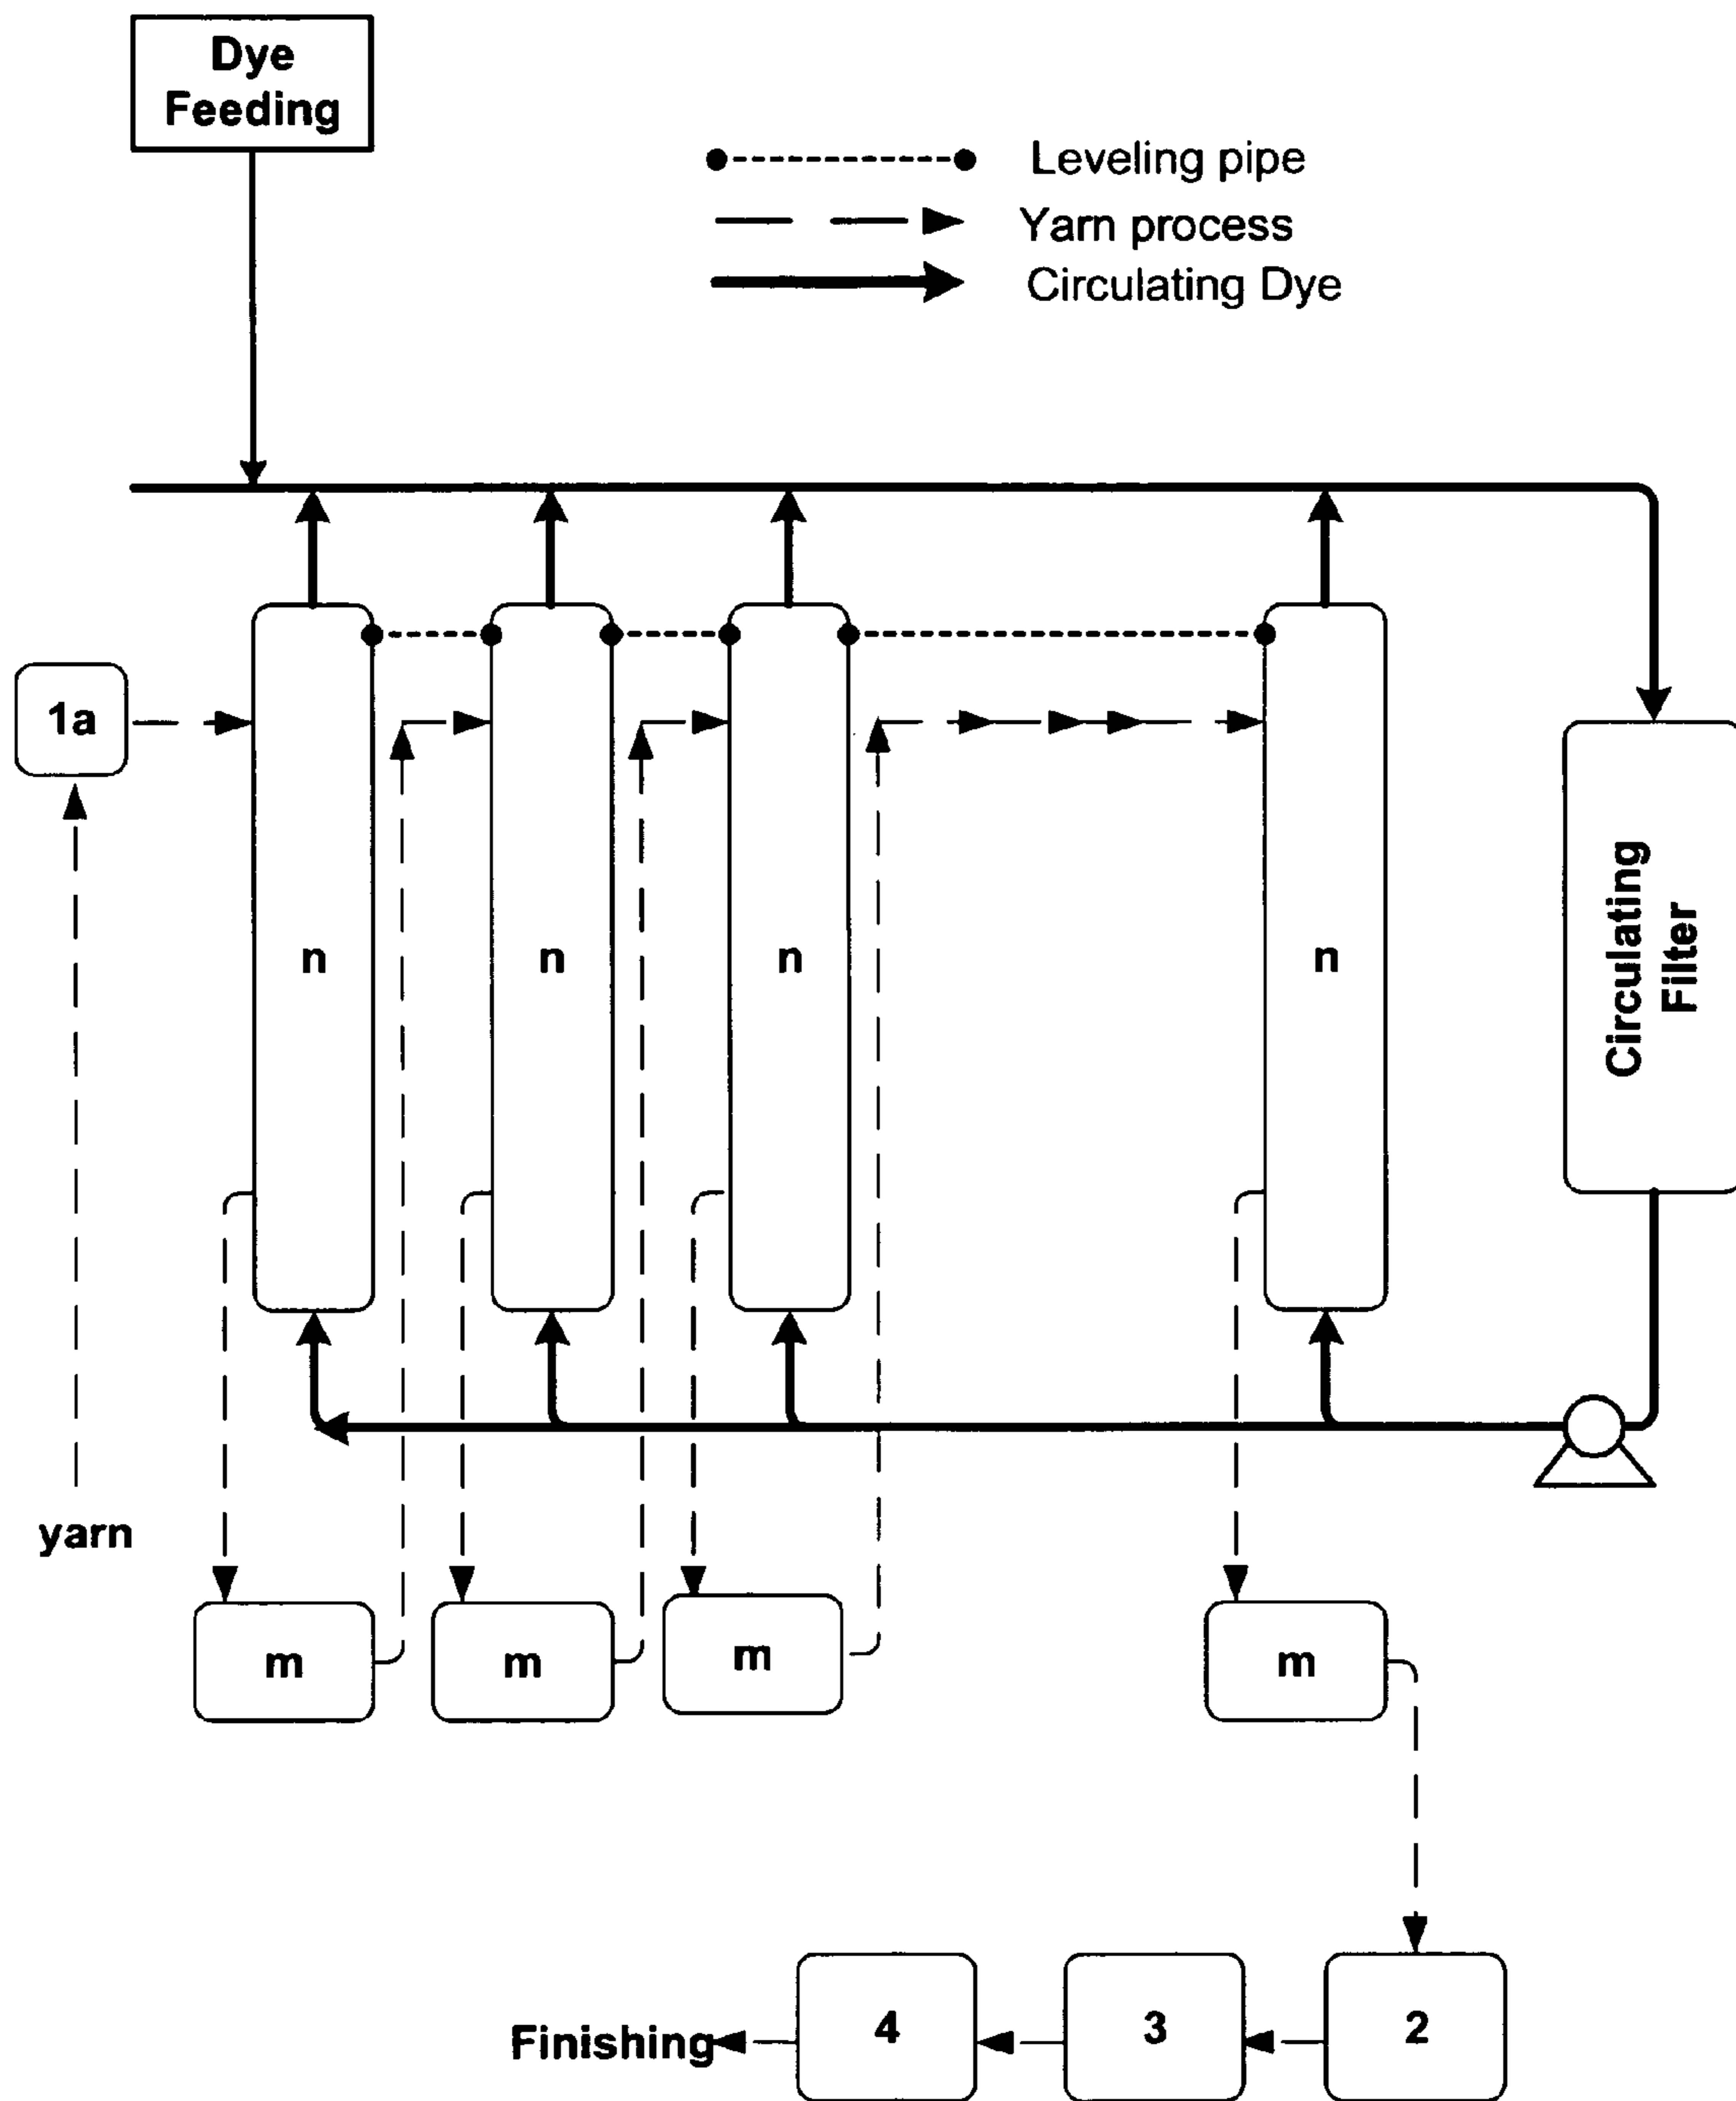 Dye
Feeding
Leveling pipe
Yarn process
Circulating Dye
1a
n
n
n
n
Circulating
Filter
yarn
m
m
m
m
Finishing
4
3
2